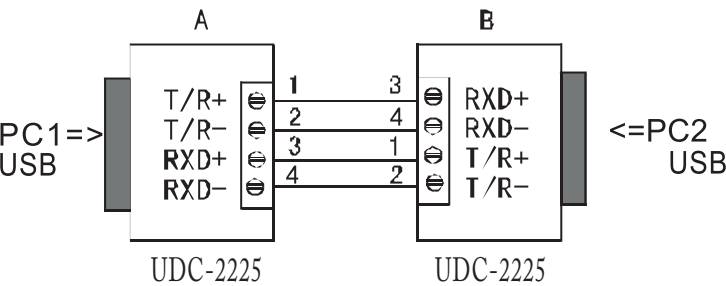 A B
T/R+ 1 3 RXD+
T/R- 2 4 RXD-
RXD+ 3 1 T/R+
RXD- 4 2 T/R-
PC1=>
USB
<=PC2
USB
UDC-2225 UDC-2225